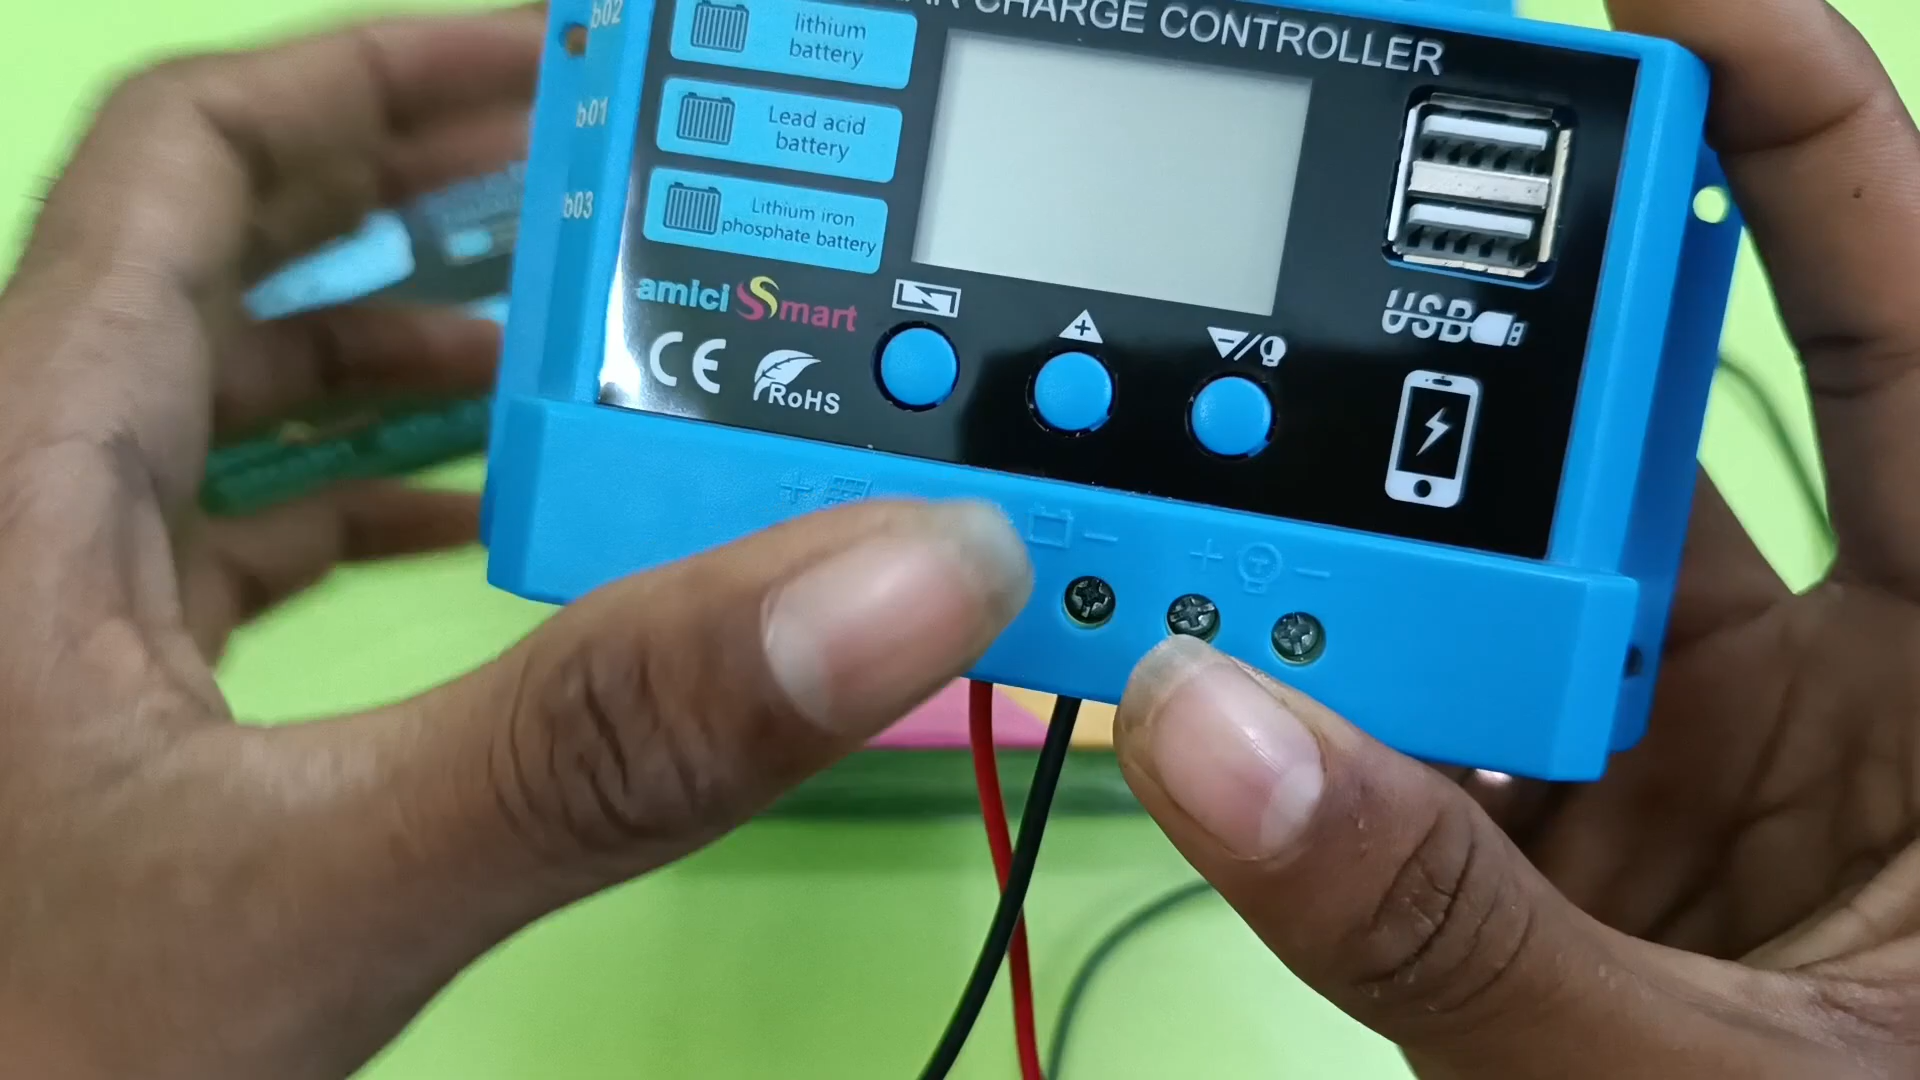 CHARGE CONTROLLER
b02
lithium
battery
b01
Lead acid
battery
b03
Lithium iron
phosphate battery
amici Smart
CE
RoHS
USB